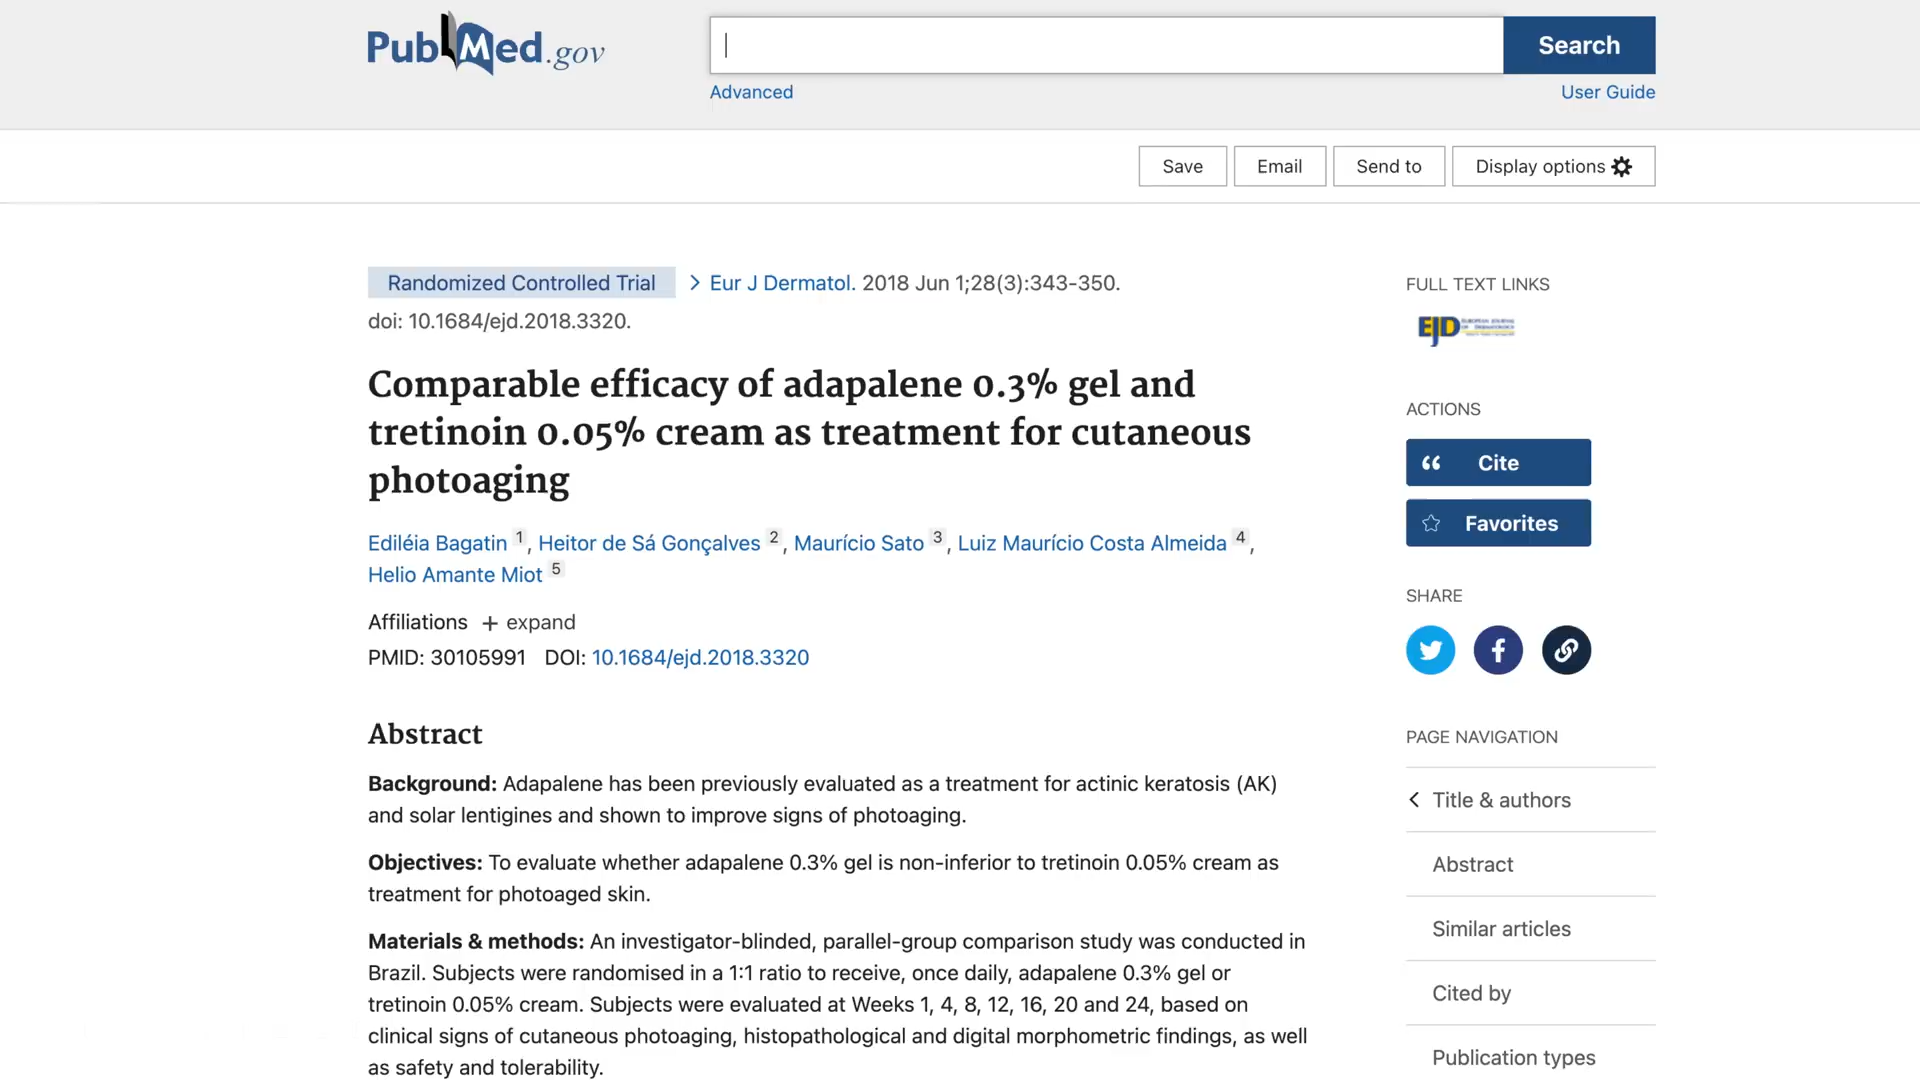 PubMed.gov
Search
Advanced
User Guide
Save
Email
Send to
Display options
Randomized Controlled Trial
Eur J Dermatol. 2018 Jun 1;28(3):343-350.
doi: 10.1684/ejd.2018.3320.
Comparable efficacy of adapalene 0.3% gel and
tretinoin 0.05% cream as treatment for cutaneous
photoaging
Ediléia Bagatin 1, Heitor de Sá Gonçalves 2, Maurício Sato 3, Luiz Maurício Costa Almeida 4,
Helio Amante Miot 5
Affiliations + expand
PMID: 30105991 DOI: 10.1684/ejd.2018.3320
Abstract
Background: Adapalene has been previously evaluated as a treatment for actinic keratosis (AK)
and solar lentigines and shown to improve signs of photoaging.
Objectives: To evaluate whether adapalene 0.3% gel is non-inferior to tretinoin 0.05% cream as
treatment for photoaged skin.
Materials & methods: An investigator-blinded, parallel-group comparison study was conducted in
Brazil. Subjects were randomised in a 1:1 ratio to receive, once daily, adapalene 0.3% gel or
tretinoin 0.05% cream. Subjects were evaluated at Weeks 1, 4, 8, 12, 16, 20 and 24, based on
clinical signs of cutaneous photoaging, histopathological and digital morphometric findings, as well
as safety and tolerability.
FULL TEXT LINKS
EJD EUROPEAN JOURNAL
OF DERMATOLOGY
ACTIONS
Cite
Favorites
SHARE
PAGE NAVIGATION
Title & authors
Abstract
Similar articles
Cited by
Publication types